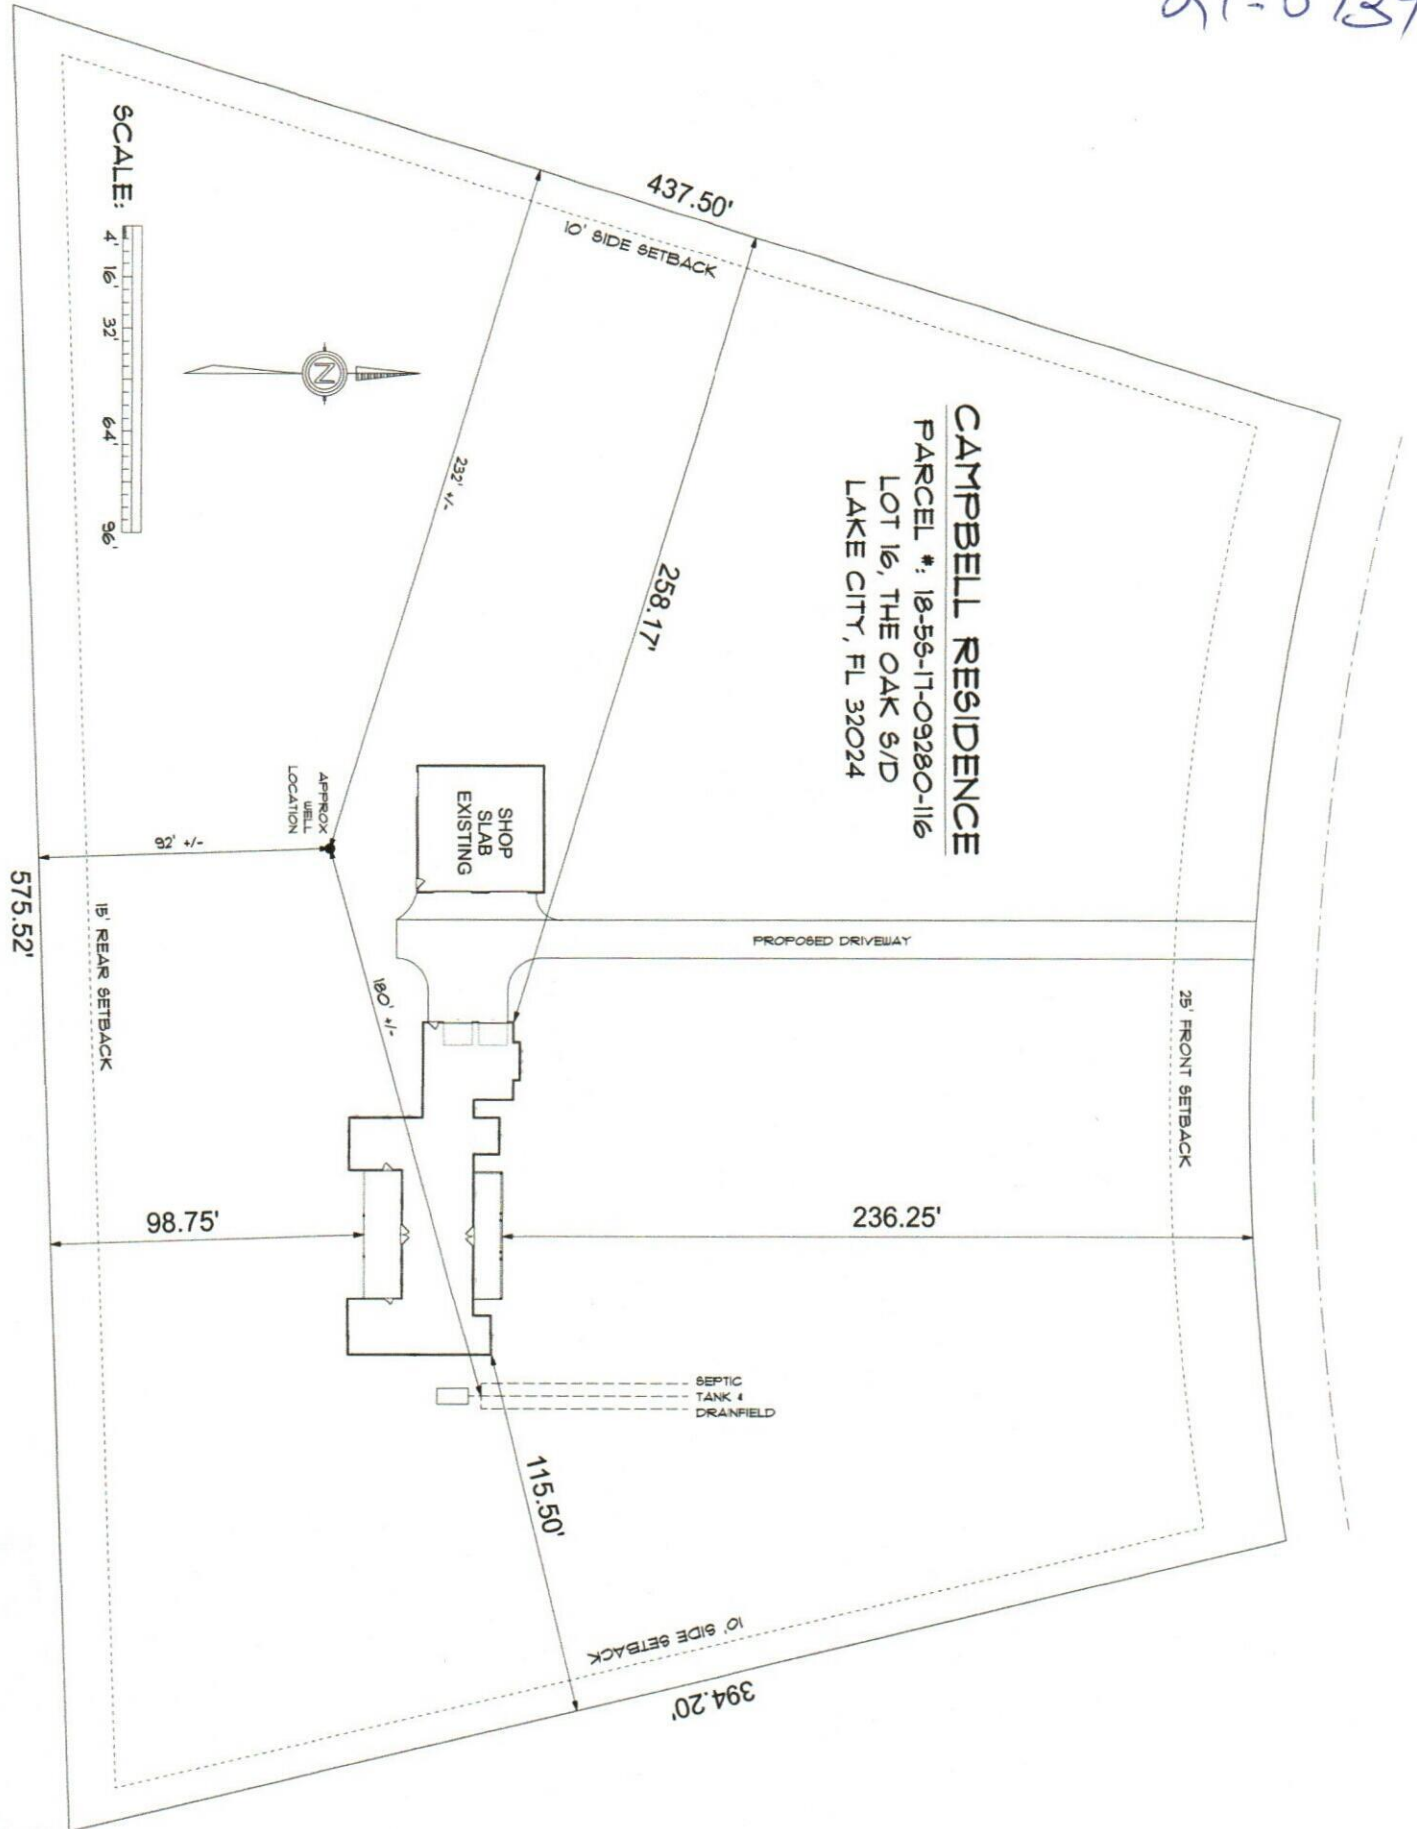 CAMPBELL RESIDENCE
PARCEL #: 18-5S-17-09280-116
LOT 16, THE OAK S/D
LAKE CITY, FL 32024
437.50'
10' SIDE SETBACK
SCALE:
4' 16' 32' 64' 96'
N
232' +/-
258.17'
SHOP
SLAB
EXISTING
APPROX
WELL
LOCATION
92' +/-
180' +/-
PROPOSED DRIVEWAY
25' FRONT SETBACK
15' REAR SETBACK
575.52'
98.75'
236.25'
SEPTIC
TANK &
DRAINFIELD
115.50'
10' SIDE SETBACK
394.20'